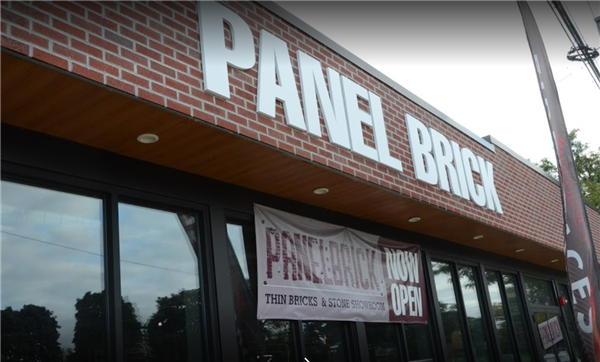 PANEL BRICK
PANELBRICK
NOW
OPEN
THIN BRICKS & STONE SHOWROOM